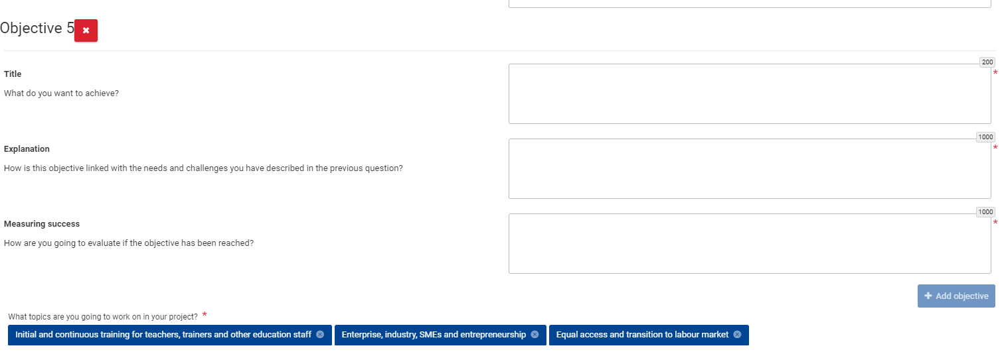 Objective 5
200
Title
*
What do you want to achieve?
1000
Explanation
*
How is this objective linked with the needs and challenges you have described in the previous question?
1000
Measuring success
*
How are you going to evaluate if the objective has been reached?
Add objective
What topics are you going to work on in your project? *
Initial and continuous training for teachers, trainers and other education staff Enterprise, industry, SMEs and entrepreneurship Equal access and transition to labour market